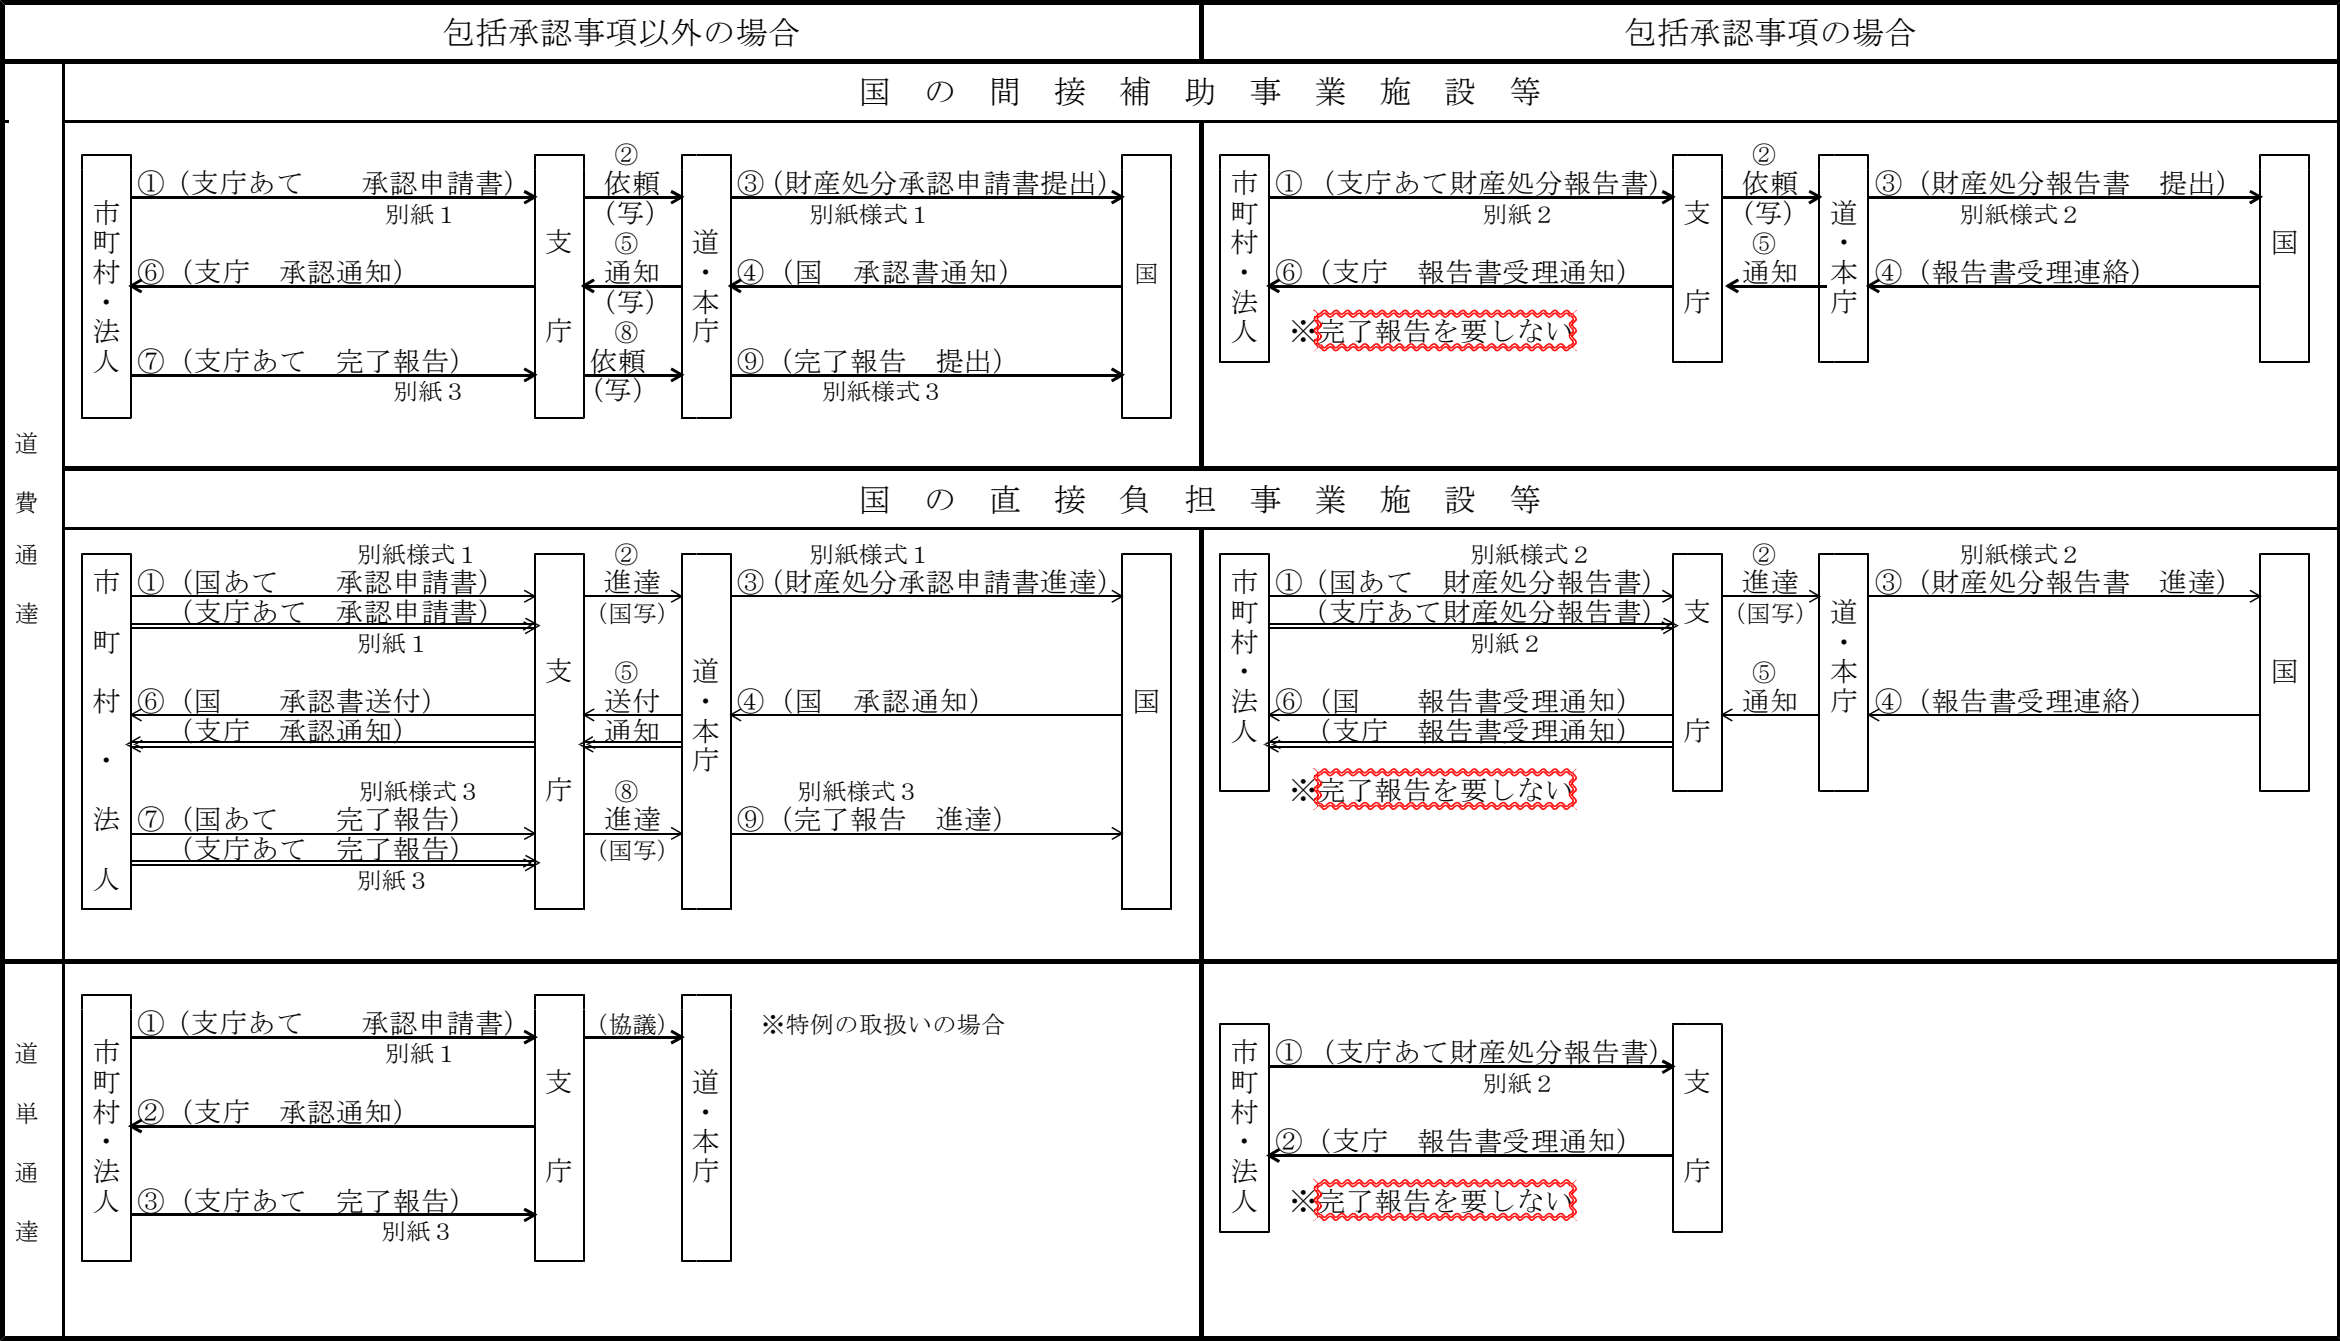 包括承認事項以外の場合
包括承認事項の場合
道費通達
国の間接補助事業施設等
市町村・法人
①（支庁あて　　承認申請書）
別紙１
⑥（支庁　承認通知）
⑦（支庁あて　完了報告）
別紙３
支庁
②
依頼
（写）
⑤
通知
（写）
⑧
依頼
（写）
道・本庁
③（財産処分承認申請書提出）
別紙様式１
④（国　承認書通知）
⑨（完了報告　提出）
別紙様式３
国
市町村・法人
①（支庁あて財産処分報告書）
別紙２
⑥（支庁　報告書受理通知）
※完了報告を要しない
支庁
②
依頼
（写）
⑤
通知
道・本庁
③（財産処分報告書　提出）
別紙様式２
④（報告書受理連絡）
国
国の直接負担事業施設等
市町村・法人
別紙様式１
①（国あて　　承認申請書）
（支庁あて　承認申請書）
別紙１
⑥（国　　承認書送付）
（支庁　承認通知）
別紙様式３
⑦（国あて　　完了報告）
（支庁あて　完了報告）
別紙３
支庁
②
進達
（国写）
⑤
送付
通知
⑧
進達
（国写）
道・本庁
別紙様式１
③（財産処分承認申請書進達）
④（国　承認通知）
別紙様式３
⑨（完了報告　進達）
国
市町村・法人
別紙様式２
①（国あて　財産処分報告書）
（支庁あて財産処分報告書）
別紙２
⑥（国　　報告書受理通知）
（支庁　報告書受理通知）
※完了報告を要しない
支庁
②
進達
（国写）
⑤
通知
道・本庁
別紙様式２
③（財産処分報告書　進達）
④（報告書受理連絡）
国
道単通達
市町村・法人
①（支庁あて　　承認申請書）
別紙１
②（支庁　承認通知）
③（支庁あて　完了報告）
別紙３
支庁
（協議）
道・本庁
※特例の取扱いの場合
市町村・法人
①（支庁あて財産処分報告書）
別紙２
②（支庁　報告書受理通知）
※完了報告を要しない
支庁